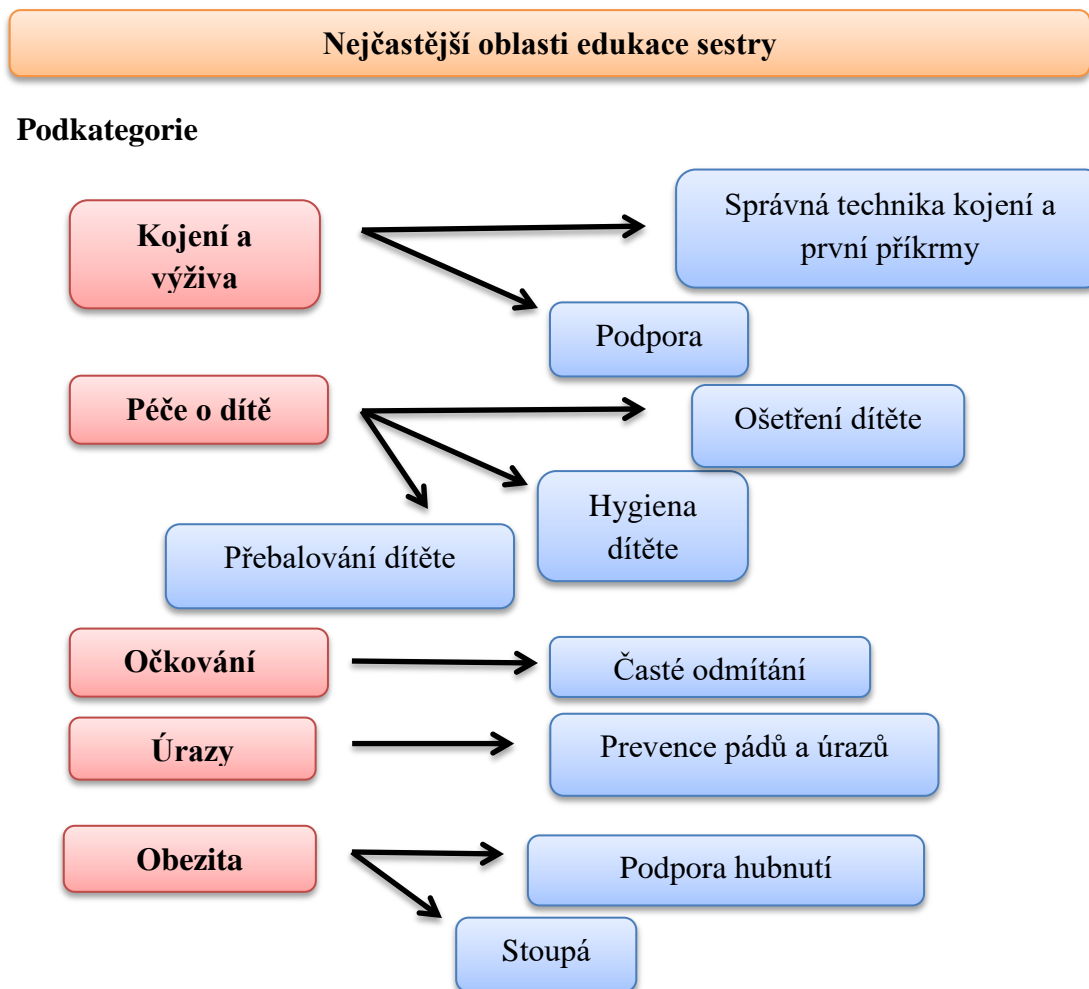 Nejčastější oblasti edukace sestry
Podkategorie
Kojení a
výživa
Správná technika kojení a
první příkrmy
Podpora
Péče o dítě
Ošetření dítěte
Hygiena
dítěte
Přebalování dítěte
Očkování
Časté odmítání
Úrazy
Prevence pádů a úrazů
Obezita
Podpora hubnutí
Stoupá